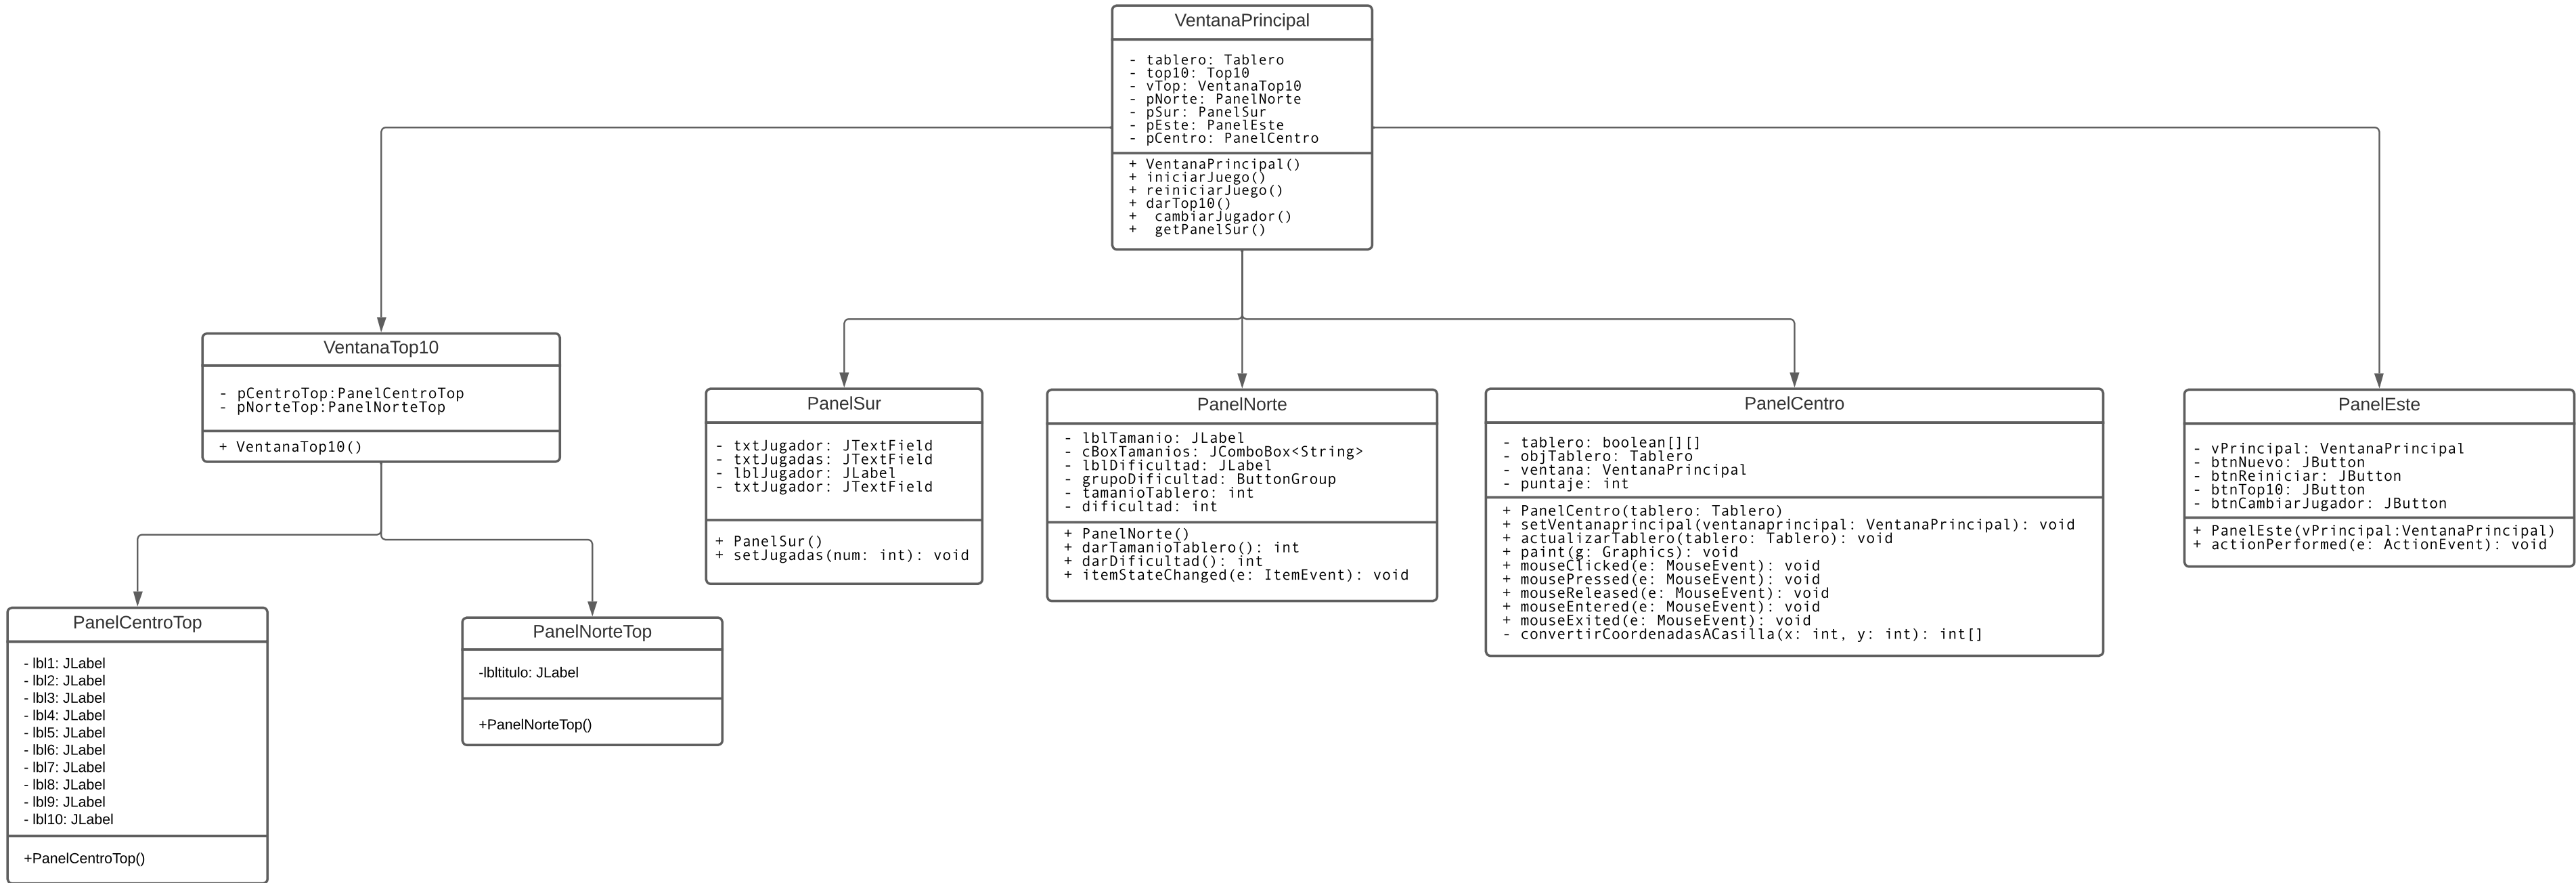 VentanaPrincipal
- tablero: Tablero
- top10: Top10
- vTop: VentanaTop10
- pNorte: PanelNorte
- pSur: PanelSur
- pEste: PanelEste
- pCentro: PanelCentro
+ VentanaPrincipal()
+ iniciarJuego()
+ reiniciarJuego()
+ darTop10()
+  cambiarJugador()
+  getPanelSur()
VentanaTop10
- pCentroTop:PanelCentroTop
- pNorteTop:PanelNorteTop
+ VentanaTop10()
PanelSur
- txtJugador: JTextField
- txtJugadas: JTextField
- lblJugador: JLabel
- txtJugador: JTextField
+ PanelSur()
+ setJugadas(num: int): void
PanelNorte
- lblTamanio: JLabel
- cBoxTamanios: JComboBox<String>
- lblDificultad: JLabel
- grupoDificultad: ButtonGroup
- tamanioTablero: int
- dificultad: int
+ PanelNorte()
+ darTamanioTablero(): int
+ darDificultad(): int
+ itemStateChanged(e: ItemEvent): void
PanelCentro
- tablero: boolean[][]
- objTablero: Tablero
- ventana: VentanaPrincipal
- puntaje: int
+ PanelCentro(tablero: Tablero)
+ setVentanaprincipal(ventanaprincipal: VentanaPrincipal): void
+ actualizarTablero(tablero: Tablero): void
+ paint(g: Graphics): void
+ mouseClicked(e: MouseEvent): void
+ mousePressed(e: MouseEvent): void
+ mouseReleased(e: MouseEvent): void
+ mouseEntered(e: MouseEvent): void
+ mouseExited(e: MouseEvent): void
- convertirCoordenadasACasilla(x: int, y: int): int[]
PanelEste
- vPrincipal: VentanaPrincipal
- btnNuevo: JButton
- btnReiniciar: JButton
- btnTop10: JButton
- btnCambiarJugador: JButton
+ PanelEste(vPrincipal:VentanaPrincipal)
+ actionPerformed(e: ActionEvent): void
PanelCentroTop
- lbl1: JLabel
- lbl2: JLabel
- lbl3: JLabel
- lbl4: JLabel
- lbl5: JLabel
- lbl6: JLabel
- lbl7: JLabel
- lbl8: JLabel
- lbl9: JLabel
- lbl10: JLabel
+PanelCentroTop()
PanelNorteTop
-lbltitulo: JLabel
+PanelNorteTop()